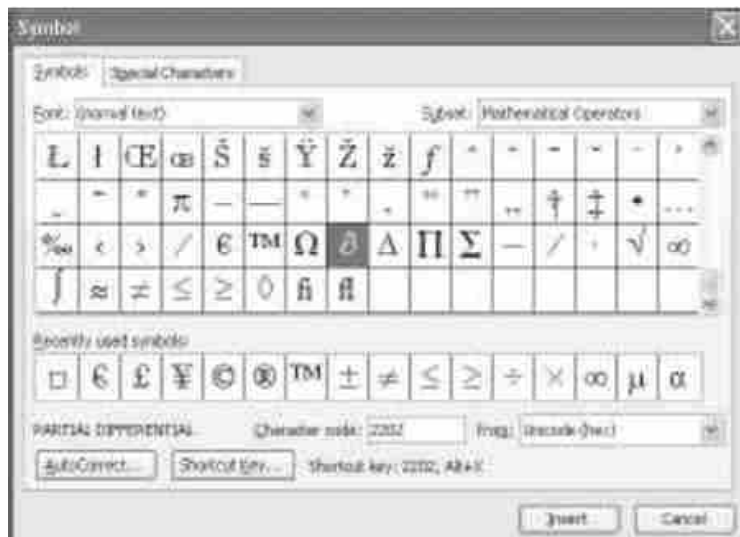 Symbol
Symbols Special Characters
Font: (normal text) Subset: Mathematical Operators
Ł ł Œ œ Š š Ÿ Ž ž ƒ ˆ ˇ
π – — † ‡ • …
‰ ‹ › ⁄ € ™ Ω ∂ ∆ ∏ ∑ − ∕ ∙ √ ∞
∫ ≈ ≠ ≤ ≥ ◊ fi fl
Recently used symbols:
□ € £ ¥ © ® ™ ± ≠ ≤ ≥ ÷ × ∞ µ α
PARTIAL DIFFERENTIAL Character code: 2202 from: Unicode (hex)
AutoCorrect... Shortcut Key... Shortcut key: 2202, Alt+X
Insert Cancel